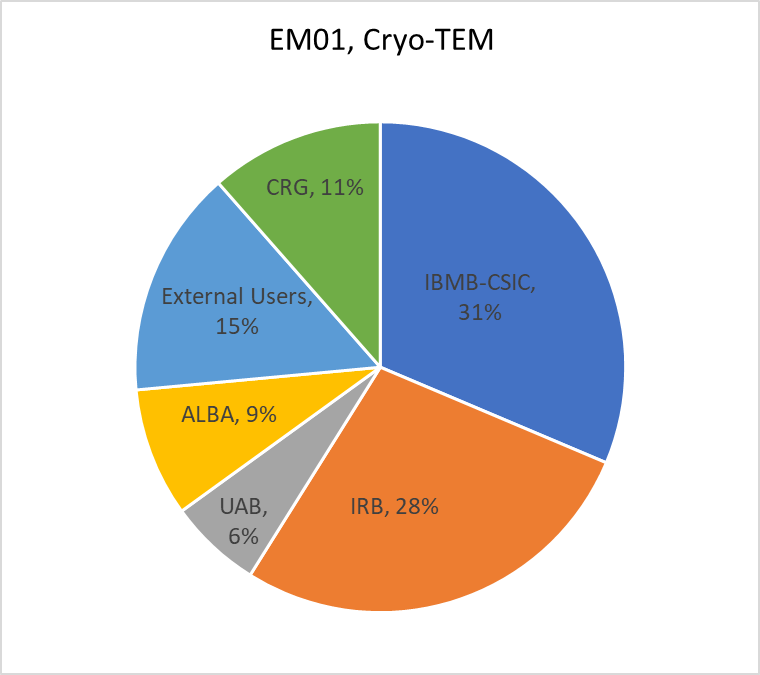 EM01, Cryo-TEM
CRG, 11%
IBMB-CSIC,
31%
External Users,
15%
ALBA, 9%
UAB,
6%
IRB, 28%